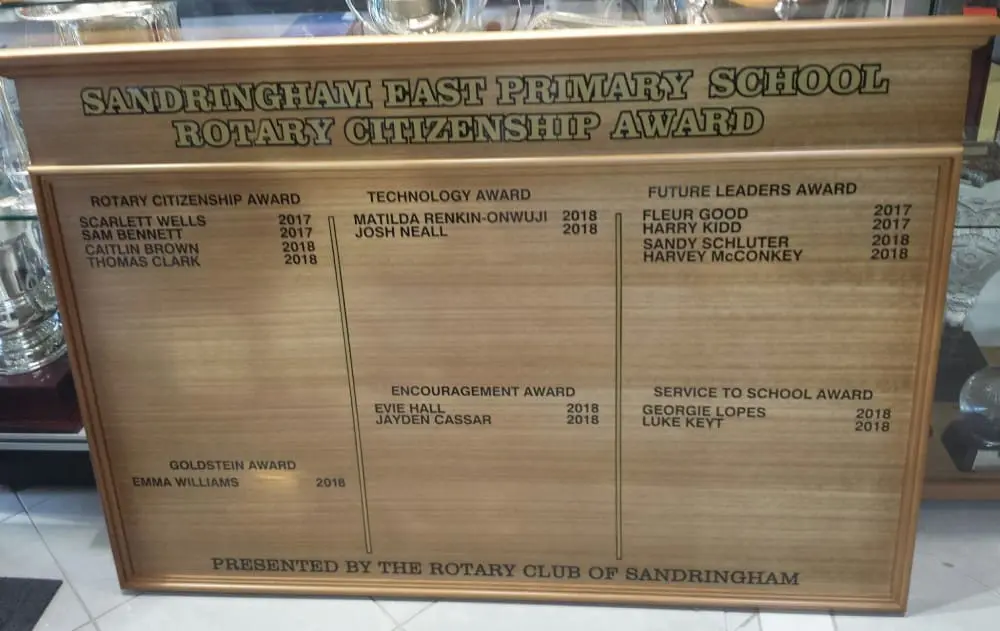 SANDRINGHAM EAST PRIMARY SCHOOL
ROTARY CITIZENSHIP AWARD
ROTARY CITIZENSHIP AWARD
SCARLETT WELLS 2017
SAM BENNETT 2017
CAITLIN BROWN 2018
THOMAS CLARK 2018
GOLDSTEIN AWARD
EMMA WILLIAMS 2018
TECHNOLOGY AWARD
MATILDA RENKIN-ONWUJI 2018
JOSH NEALL 2018
ENCOURAGEMENT AWARD
EVIE HALL 2018
JAYDEN CASSAR 2018
FUTURE LEADERS AWARD
FLEUR GOOD 2017
HARRY KIDD 2017
SANDY SCHLUTER 2018
HARVEY McCONKEY 2018
SERVICE TO SCHOOL AWARD
GEORGIE LOPES 2018
LUKE KEYT 2018
PRESENTED BY THE ROTARY CLUB OF SANDRINGHAM